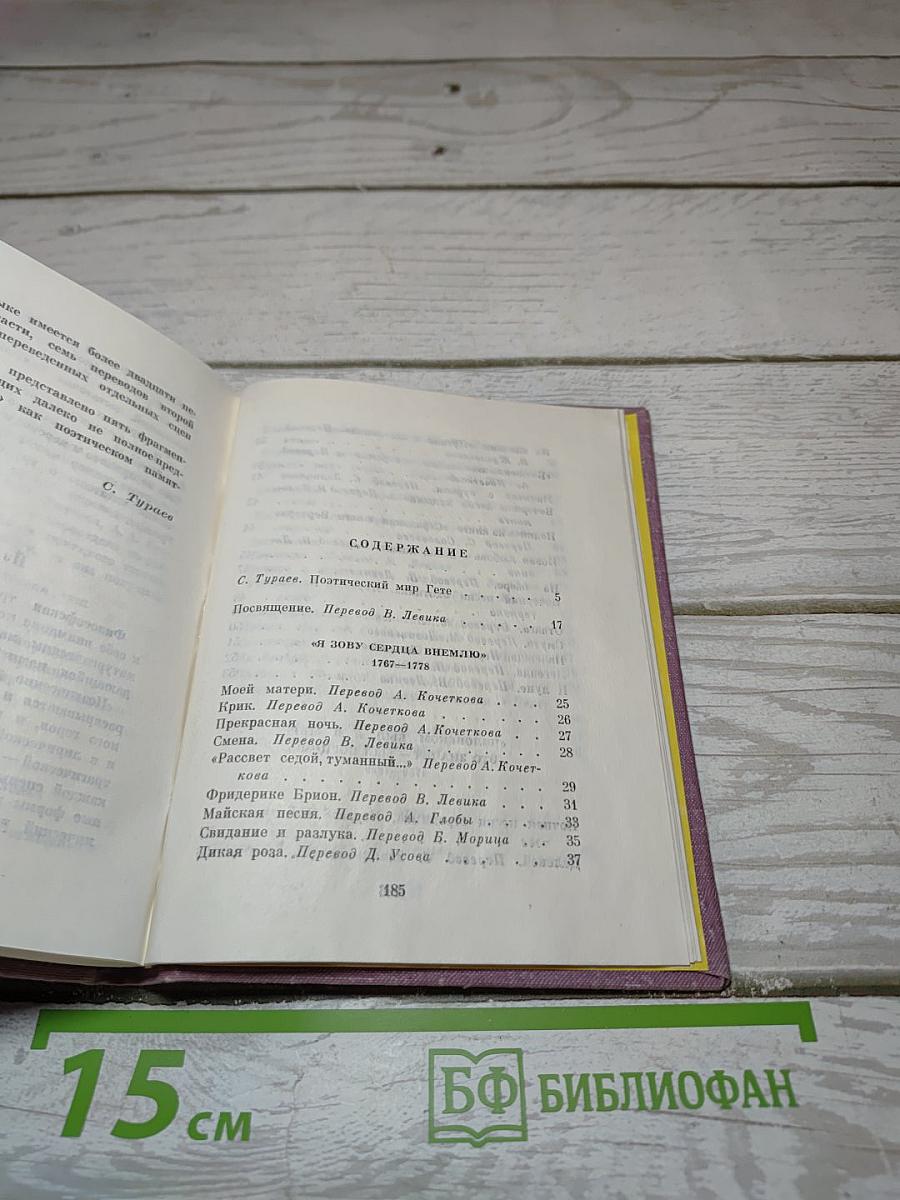 ыке имеется более двадцати пе-
части, семь переводов второй
переведенных отдельных сцен
представлено пять фрагмен-
щих далеко не полное пред-
» как поэтическом памят-
С. Тураев
СОДЕРЖАНИЕ
С. Тураев. Поэтический мир Гете . . . . . . 5
Посвящение. Перевод В. Левика . . . . . 17
«Я ЗОВУ СЕРДЦА ВНЕМЛЮ»
1767—1778
Моей матери. Перевод А. Кочеткова . . . 25
Крик. Перевод А. Кочеткова . . . . . . 26
Прекрасная ночь. Перевод А. Кочеткова . . 27
Смена. Перевод В. Левика . . . . . . . 28
«Рассвет седой, туманный...» Перевод А. Кочет-
кова . . . . . . . . . . . . . . 29
Фридерике Брион. Перевод В. Левика . . . 31
Майская песня. Перевод А. Глобы . . . . 33
Свидание и разлука. Перевод Б. Морица . . . 35
Дикая роза. Перевод Д. Усова . . . . . . 37
185
15 см
БФ БИБЛИОФАН